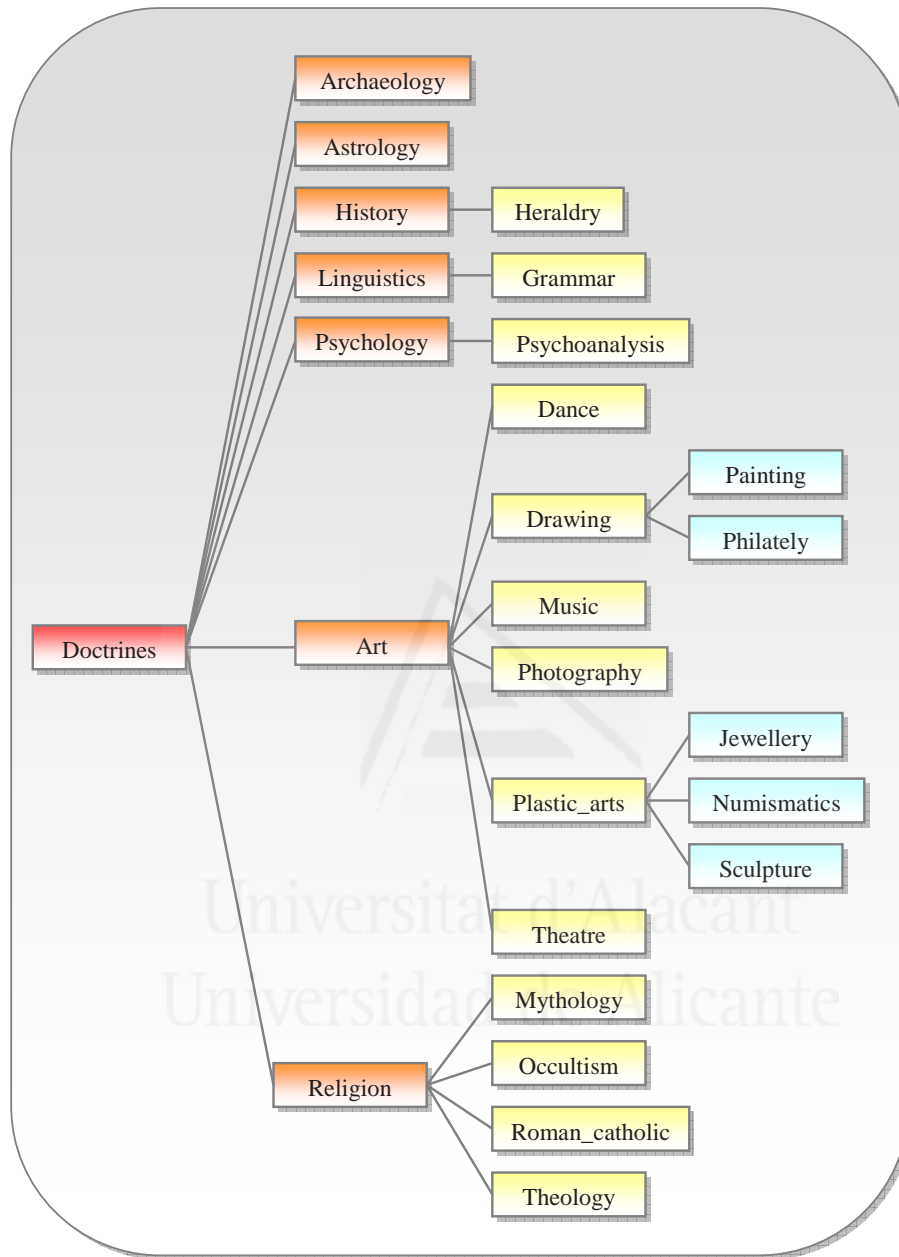 Archaeology
Astrology
History
Heraldry
Linguistics
Grammar
Psychology
Psychoanalysis
Dance
Painting
Drawing
Philately
Music
Doctrines
Art
Photography
Jewellery
Plastic_arts
Numismatics
Sculpture
Universitat d'Alacant
Theatre
Mythology
Universidad de Alicante
Occultism
Religion
Roman_catholic
Theology